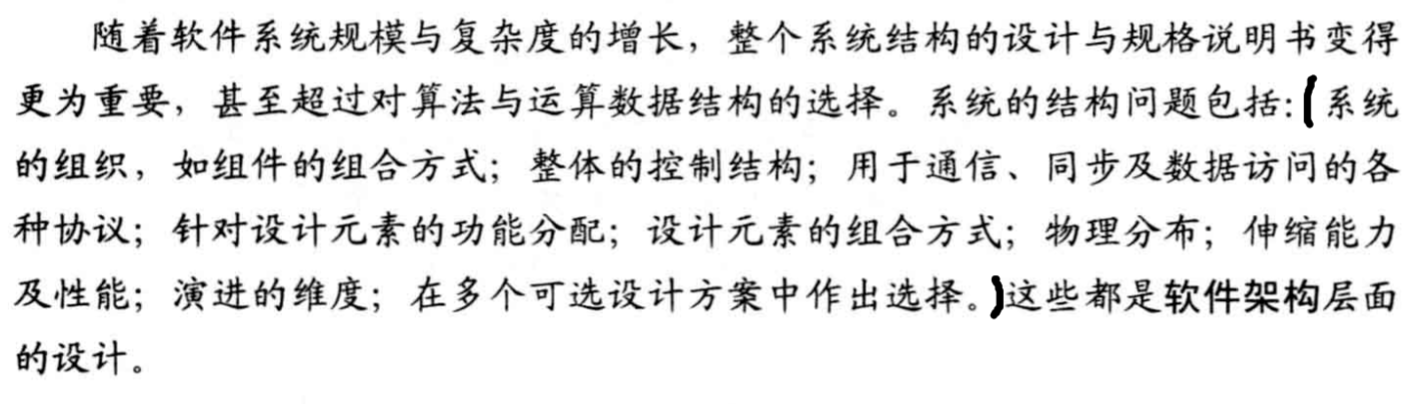 随着软件系统规模与复杂度的增长，整个系统结构的设计与规格说明书变得
更为重要，甚至超过对算法与运算数据结构的选择。系统的结构问题包括:(系统
的组织，如组件的组合方式；整体的控制结构；用于通信、同步及数据访问的各
种协议；针对设计元素的功能分配；设计元素的组合方式；物理分布；伸缩能力
及性能；演进的维度；在多个可选设计方案中作出选择。)这些都是软件架构层面
的设计。